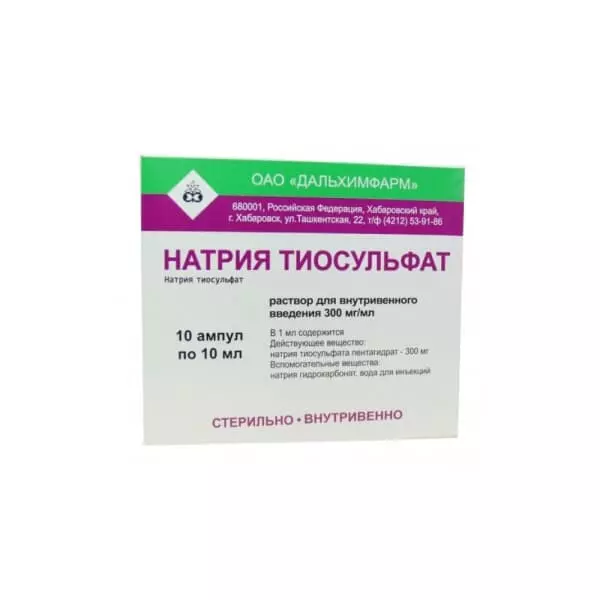 ОАО «ДАЛЬХИМФАРМ»
680001, Российская Федерация, Хабаровский край,
г. Хабаровск, ул.Ташкентская, 22, т/ф (4212) 53-91-86
НАТРИЯ ТИОСУЛЬФАТ
Натрия тиосульфат
раствор для внутривенного
введения 300 мг/мл
10 ампул
по 10 мл
В 1 мл содержится
Действующее вещество:
натрия тиосульфата пентагидрат - 300 мг
Вспомогательные вещества:
натрия гидрокарбонат, вода для инъекций
СТЕРИЛЬНО • ВНУТРИВЕННО